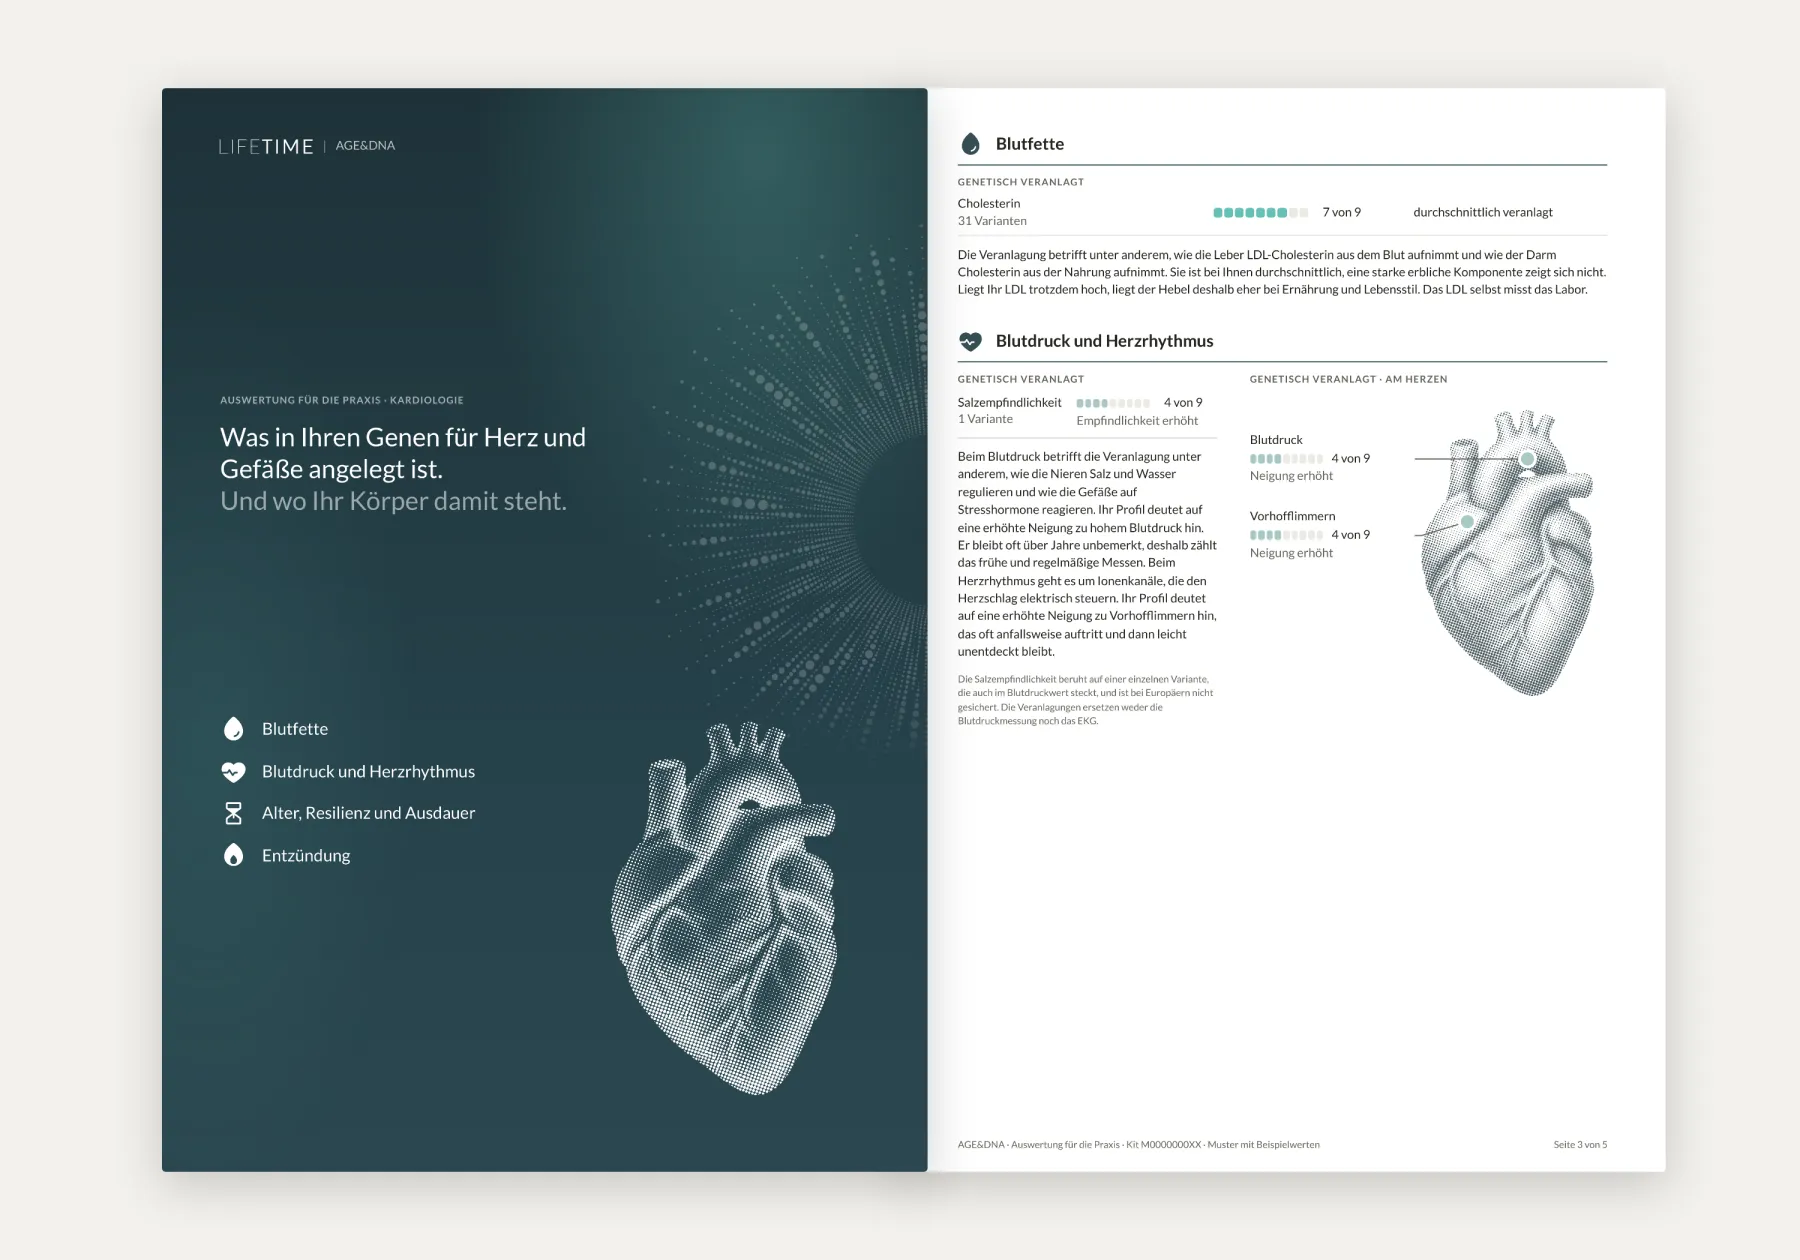 LIFETIME | AGE&DNA
AUSWERTUNG FÜR DIE PRAXIS · KARDIOLOGIE
Was in Ihren Genen für Herz und
Gefäße angelegt ist.
Und wo Ihr Körper damit steht.
Blutfette
Blutdruck und Herzrhythmus
Alter, Resilienz und Ausdauer
Entzündung
Blutfette
GENETISCH VERANLAGT
Cholesterin
31 Varianten
7 von 9
durchschnittlich veranlagt
Die Veranlagung betrifft unter anderem, wie die Leber LDL-Cholesterin aus dem Blut aufnimmt und wie der Darm
Cholesterin aus der Nahrung aufnimmt. Sie ist bei Ihnen durchschnittlich, eine starke erbliche Komponente zeigt sich nicht.
Liegt Ihr LDL trotzdem hoch, liegt der Hebel deshalb eher bei Ernährung und Lebensstil. Das LDL selbst misst das Labor.
Blutdruck und Herzrhythmus
GENETISCH VERANLAGT
Salzempfindlichkeit
1 Variante
4 von 9
Empfindlichkeit erhöht
Beim Blutdruck betrifft die Veranlagung unter
anderem, wie die Nieren Salz und Wasser
regulieren und wie die Gefäße auf
Stresshormone reagieren. Ihr Profil deutet auf
eine erhöhte Neigung zu hohem Blutdruck hin.
Er bleibt oft über Jahre unbemerkt, deshalb zählt
das frühe und regelmäßige Messen. Beim
Herzrhythmus geht es um Ionenkanäle, die den
Herzschlag elektrisch steuern. Ihr Profil deutet
auf eine erhöhte Neigung zu Vorhofflimmern hin,
das oft anfallsweise auftritt und dann leicht
unentdeckt bleibt.
Die Salzempfindlichkeit beruht auf einer einzelnen Variante,
die auch im Blutdruckwert steckt, und ist bei Europäern nicht
gesichert. Die Veranlagungen ersetzen weder die
Blutdruckmessung noch das EKG.
GENETISCH VERANLAGT · AM HERZEN
Blutdruck
4 von 9
Neigung erhöht
Vorhofflimmern
4 von 9
Neigung erhöht
AGE&DNA · Auswertung für die Praxis · Kit M0000000XX · Muster mit Beispielwerten
Seite 3 von 5